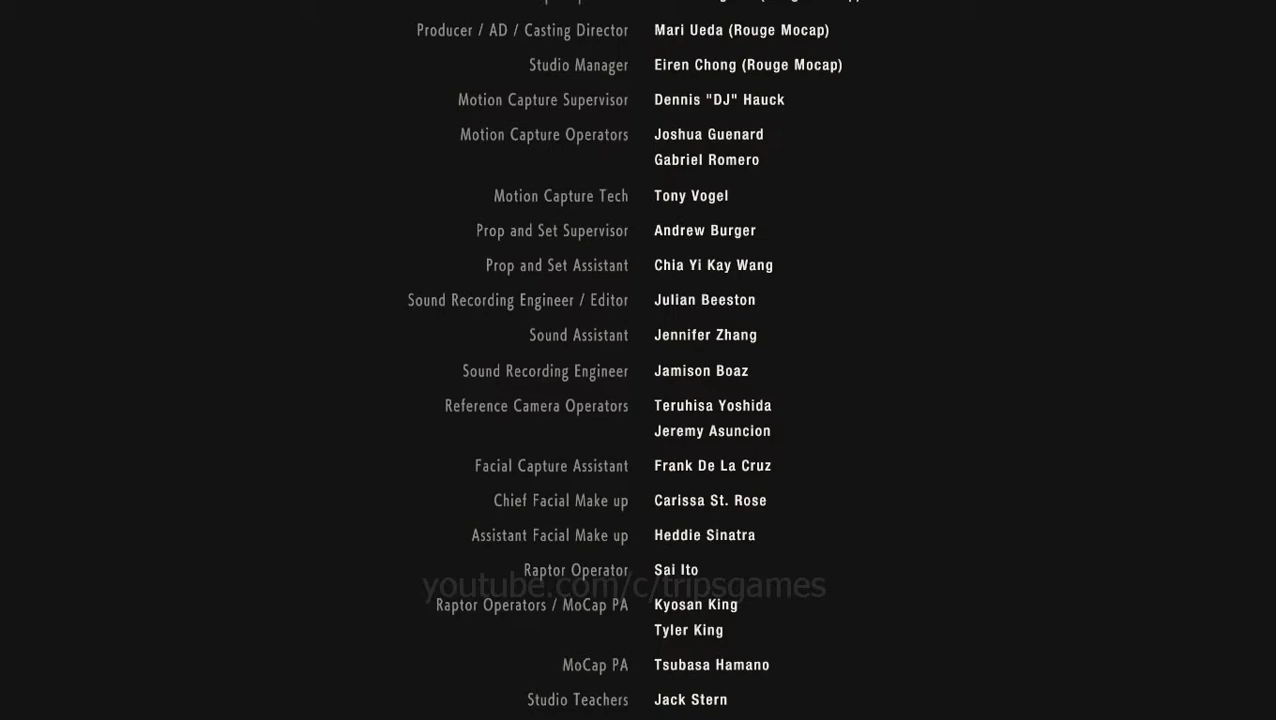 Producer / AD / Casting Director Mari Ueda (Rouge Mocap)
Studio Manager Eiren Chong (Rouge Mocap)
Motion Capture Supervisor Dennis "DJ" Hauck
Motion Capture Operators Joshua Guenard
Gabriel Romero
Motion Capture Tech Tony Vogel
Prop and Set Supervisor Andrew Burger
Prop and Set Assistant Chia Yi Kay Wang
Sound Recording Engineer / Editor Julian Beeston
Sound Assistant Jennifer Zhang
Sound Recording Engineer Jamison Boaz
Reference Camera Operators Teruhisa Yoshida
Jeremy Asuncion
Facial Capture Assistant Frank De La Cruz
Chief Facial Make up Carissa St. Rose
Assistant Facial Make up Heddie Sinatra
Raptor Operator Sai Ito
youtube.com/c/tripsgames
Raptor Operators / MoCap PA Kyosan King
Tyler King
MoCap PA Tsubasa Hamano
Studio Teachers Jack Stern